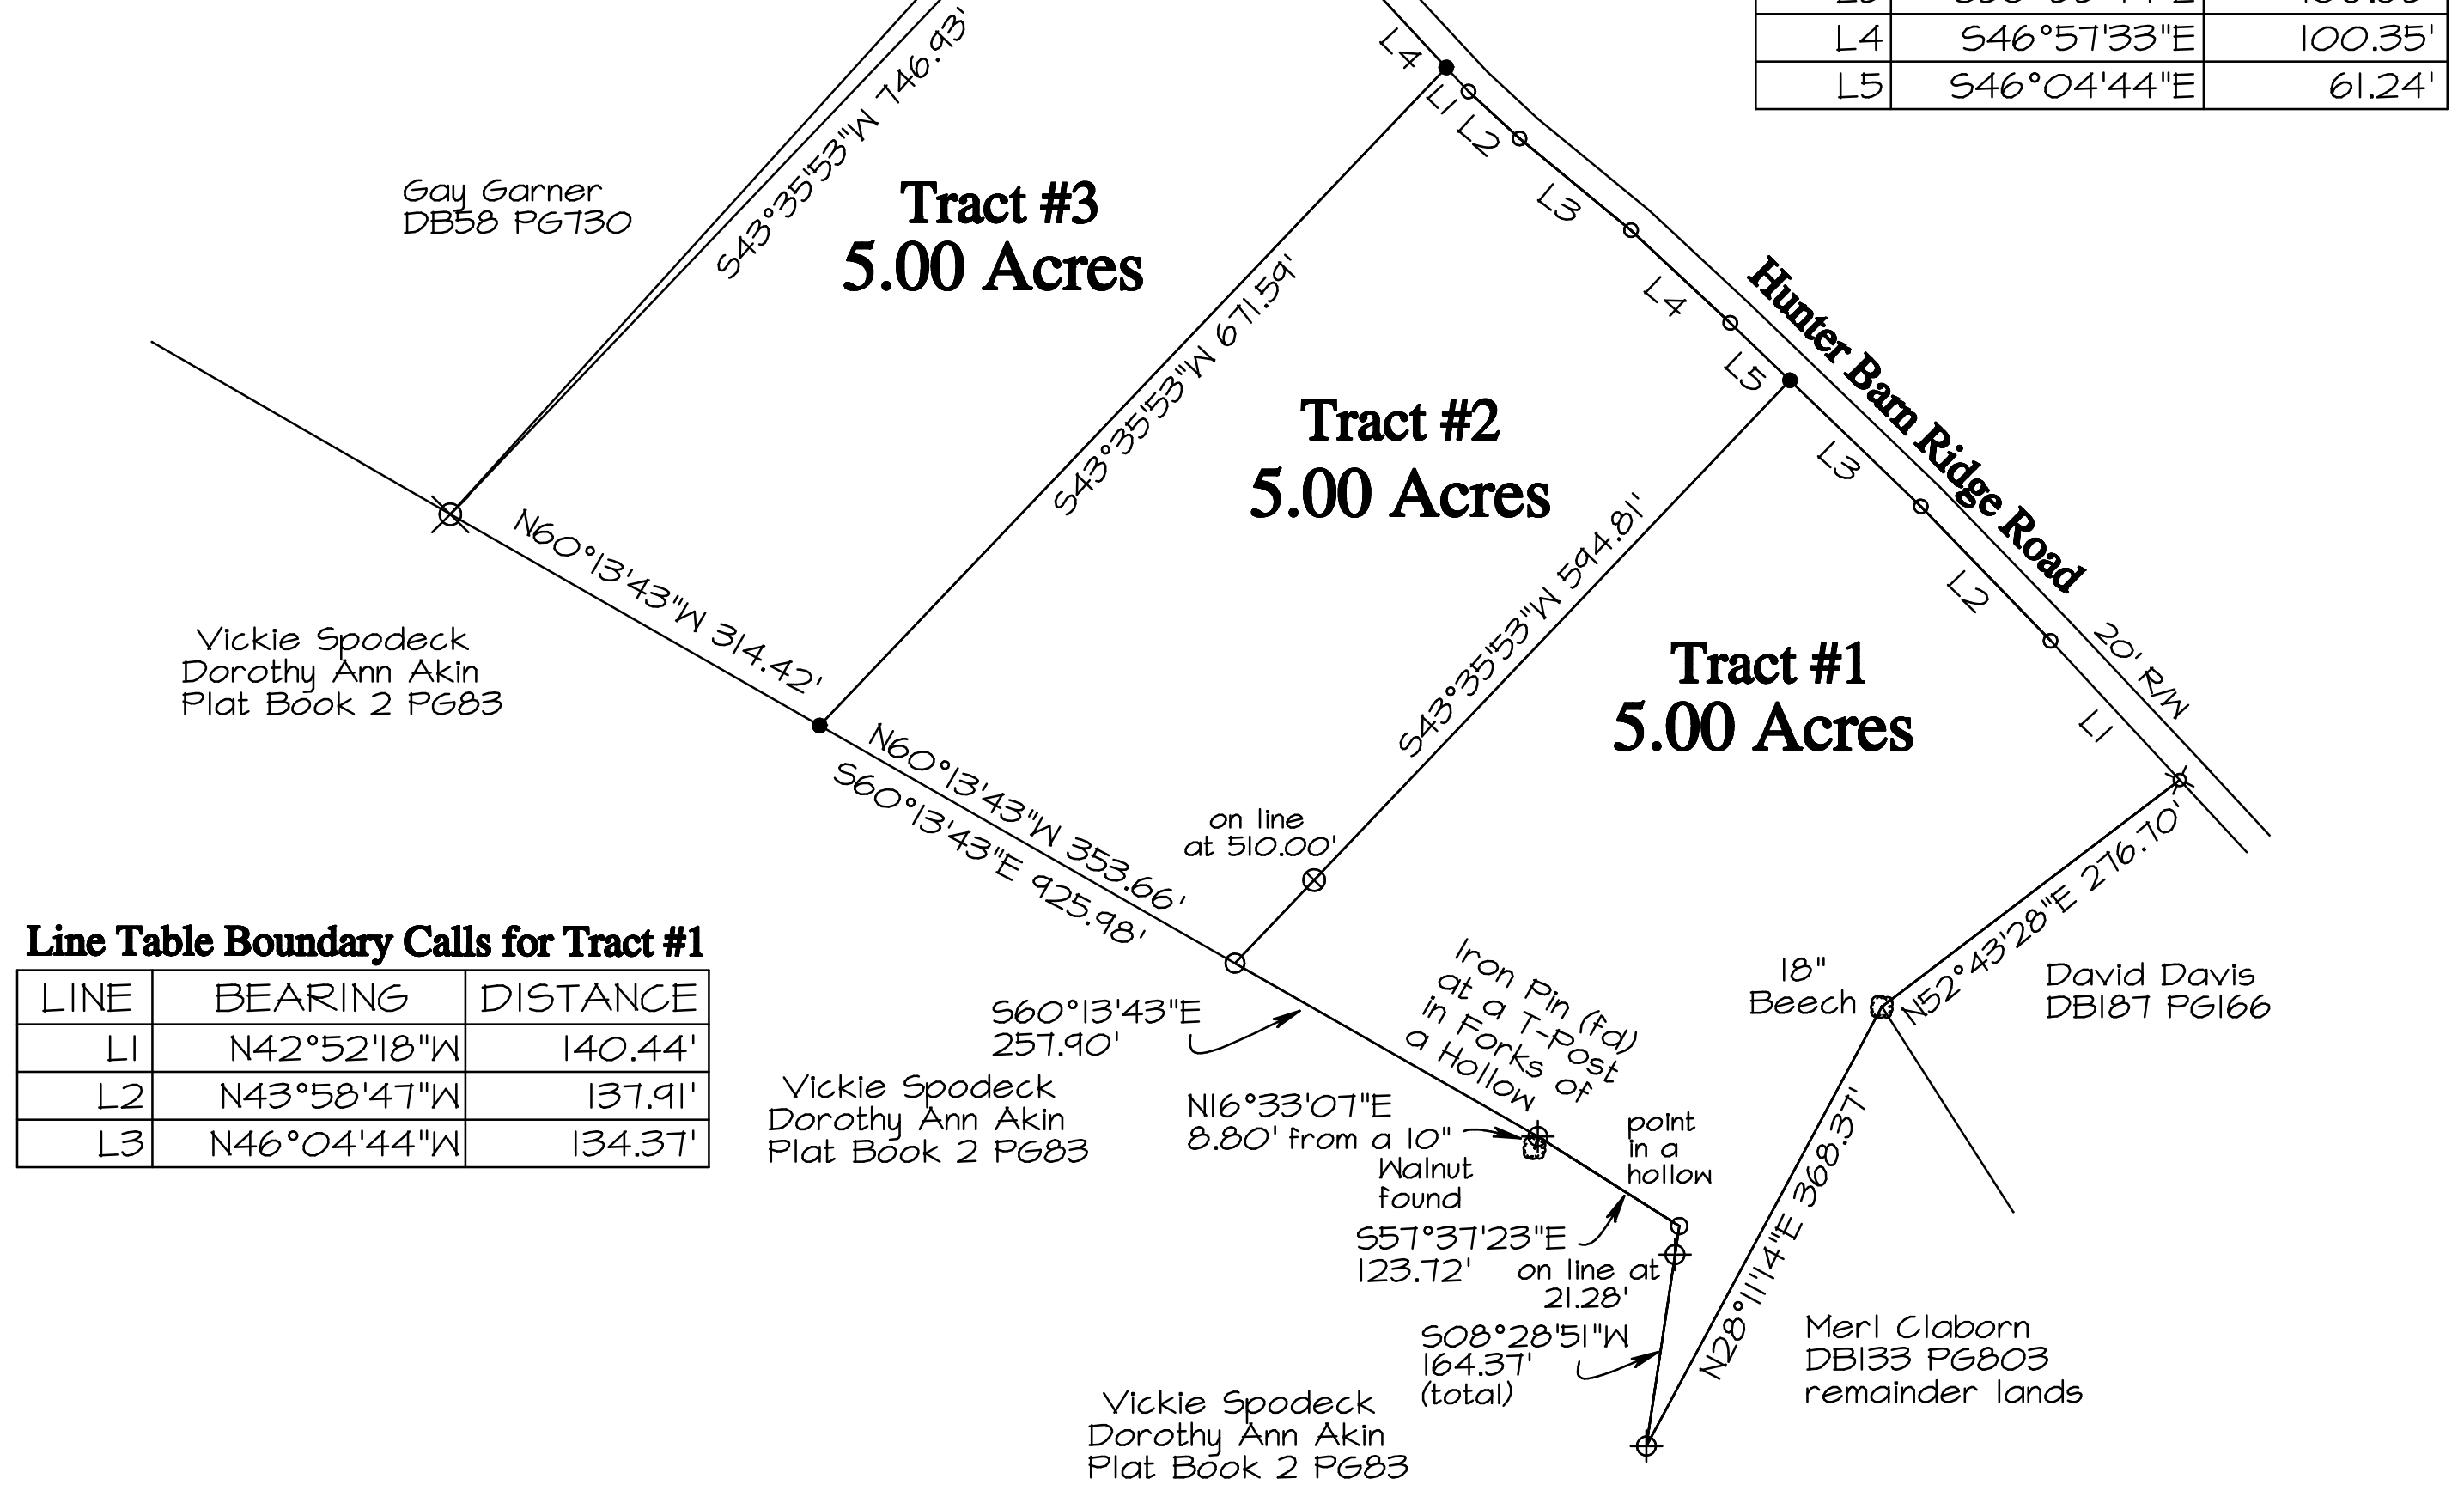 L4 S46°57'33"E 100.35'
L5 S46°04'44"E 61.24'
S43°35'53"W 746.93'
L4
L1
L2
L3
L4
L5
Gay Garner
DB58 PG730
Tract #3
5.00 Acres
S43°35'53"W 671.59'
Hunter Barn Ridge Road
20' R/W
Tract #2
5.00 Acres
L3
L2
L1
S43°35'53"W 594.81'
Tract #1
5.00 Acres
N60°13'43"W 314.42'
Vickie Spodeck
Dorothy Ann Akin
Plat Book 2 PG83
N60°13'43"W 353.66'
S60°13'43"E 925.98'
on line
at 510.00'
N52°43'28"E 276.70'
18"
Beech
David Davis
DB187 PG166
Line Table Boundary Calls for Tract #1
LINE BEARING DISTANCE
L1 N42°52'18"W 140.44'
L2 N43°58'47"W 137.91'
L3 N46°04'44"W 134.37'
S60°13'43"E
257.90'
Iron Pin (fd)
at a T-Post
in Forks of
a Hollow
Vickie Spodeck
Dorothy Ann Akin
Plat Book 2 PG83
N16°33'07"E
8.80' from a 10"
Walnut
found
point
in a
hollow
S57°37'23"E
123.72'
on line at
21.28'
N28°11'14"E 368.37'
S08°28'51"W
164.37'
(total)
Merl Claborn
DB133 PG803
remainder lands
Vickie Spodeck
Dorothy Ann Akin
Plat Book 2 PG83